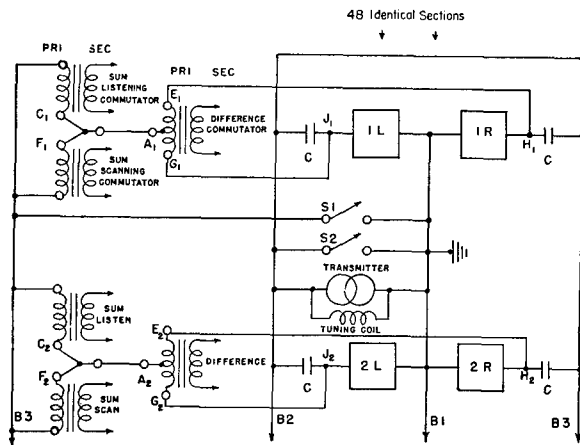 48 Identical Sections
PRI SEC
SUM
LISTENING
COMMUTATOR
C1
F1
SUM
SCANNING
COMMUTATOR
A1
PRI SEC
E1
DIFFERENCE
COMMUTATOR
G1
J1
C
1L
1R
H1
C
S1
S2
TRANSMITTER
TUNING COIL
SUM
LISTEN
C2
F2
SUM
SCAN
A2
E2
DIFFERENCE
G2
J2
C
2L
2R
H2
C
B3
B2
B1
B3